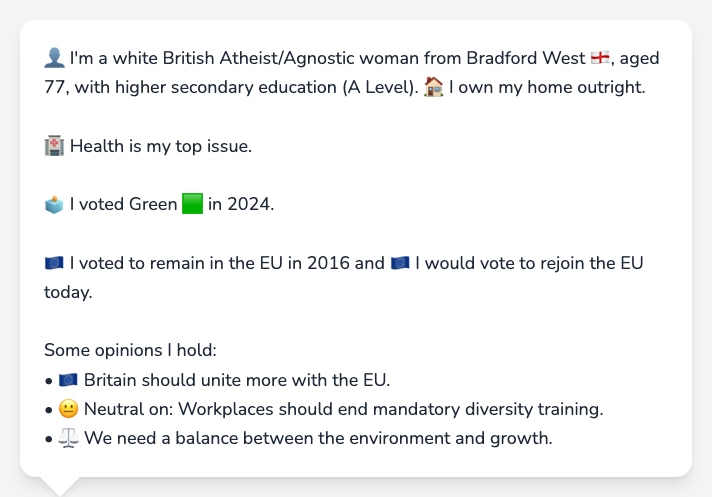 👤 I'm a white British Atheist/Agnostic woman from Bradford West 🏴󠁧󠁢󠁥󠁮󠁧󠁿, aged
77, with higher secondary education (A Level). 🏠 I own my home outright.
🏥 Health is my top issue.
🗳️ I voted Green 🟩 in 2024.
🇪🇺 I voted to remain in the EU in 2016 and 🇪🇺 I would vote to rejoin the EU
today.
Some opinions I hold:
• 🇪🇺 Britain should unite more with the EU.
• 😐 Neutral on: Workplaces should end mandatory diversity training.
• ⚖️ We need a balance between the environment and growth.